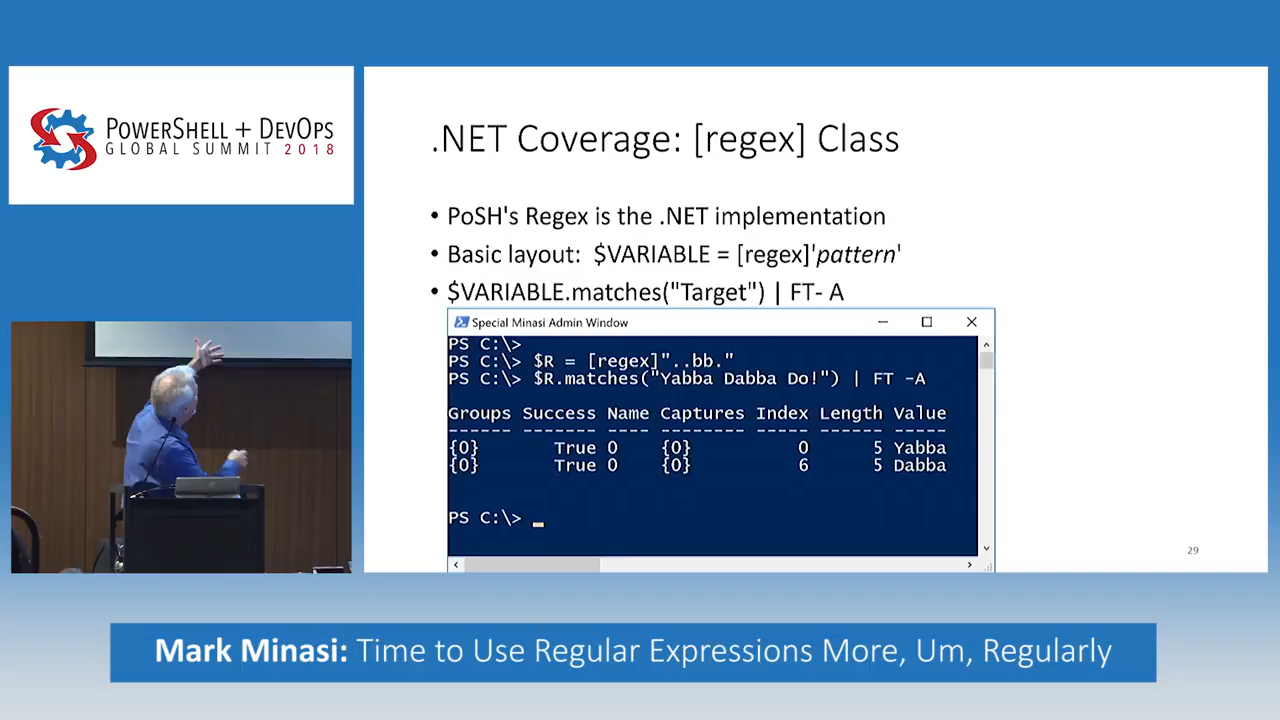 POWERSHELL + DEVOPS
GLOBAL SUMMIT 2018
.NET Coverage: [regex] Class
• PoSH's Regex is the .NET implementation
• Basic layout: $VARIABLE = [regex]'pattern'
• $VARIABLE.matches("Target") | FT- A
Special Minasi Admin Window
PS C:\>
PS C:\> $R = [regex]"..bb."
PS C:\> $R.matches("Yabba Dabba Do!") | FT -A
Groups Success Name Captures Index Length Value
------ ------- ---- -------- ----- ------ -----
{0} True 0 {0} 0 5 Yabba
{0} True 0 {0} 6 5 Dabba
PS C:\> _
29
Mark Minasi: Time to Use Regular Expressions More, Um, Regularly